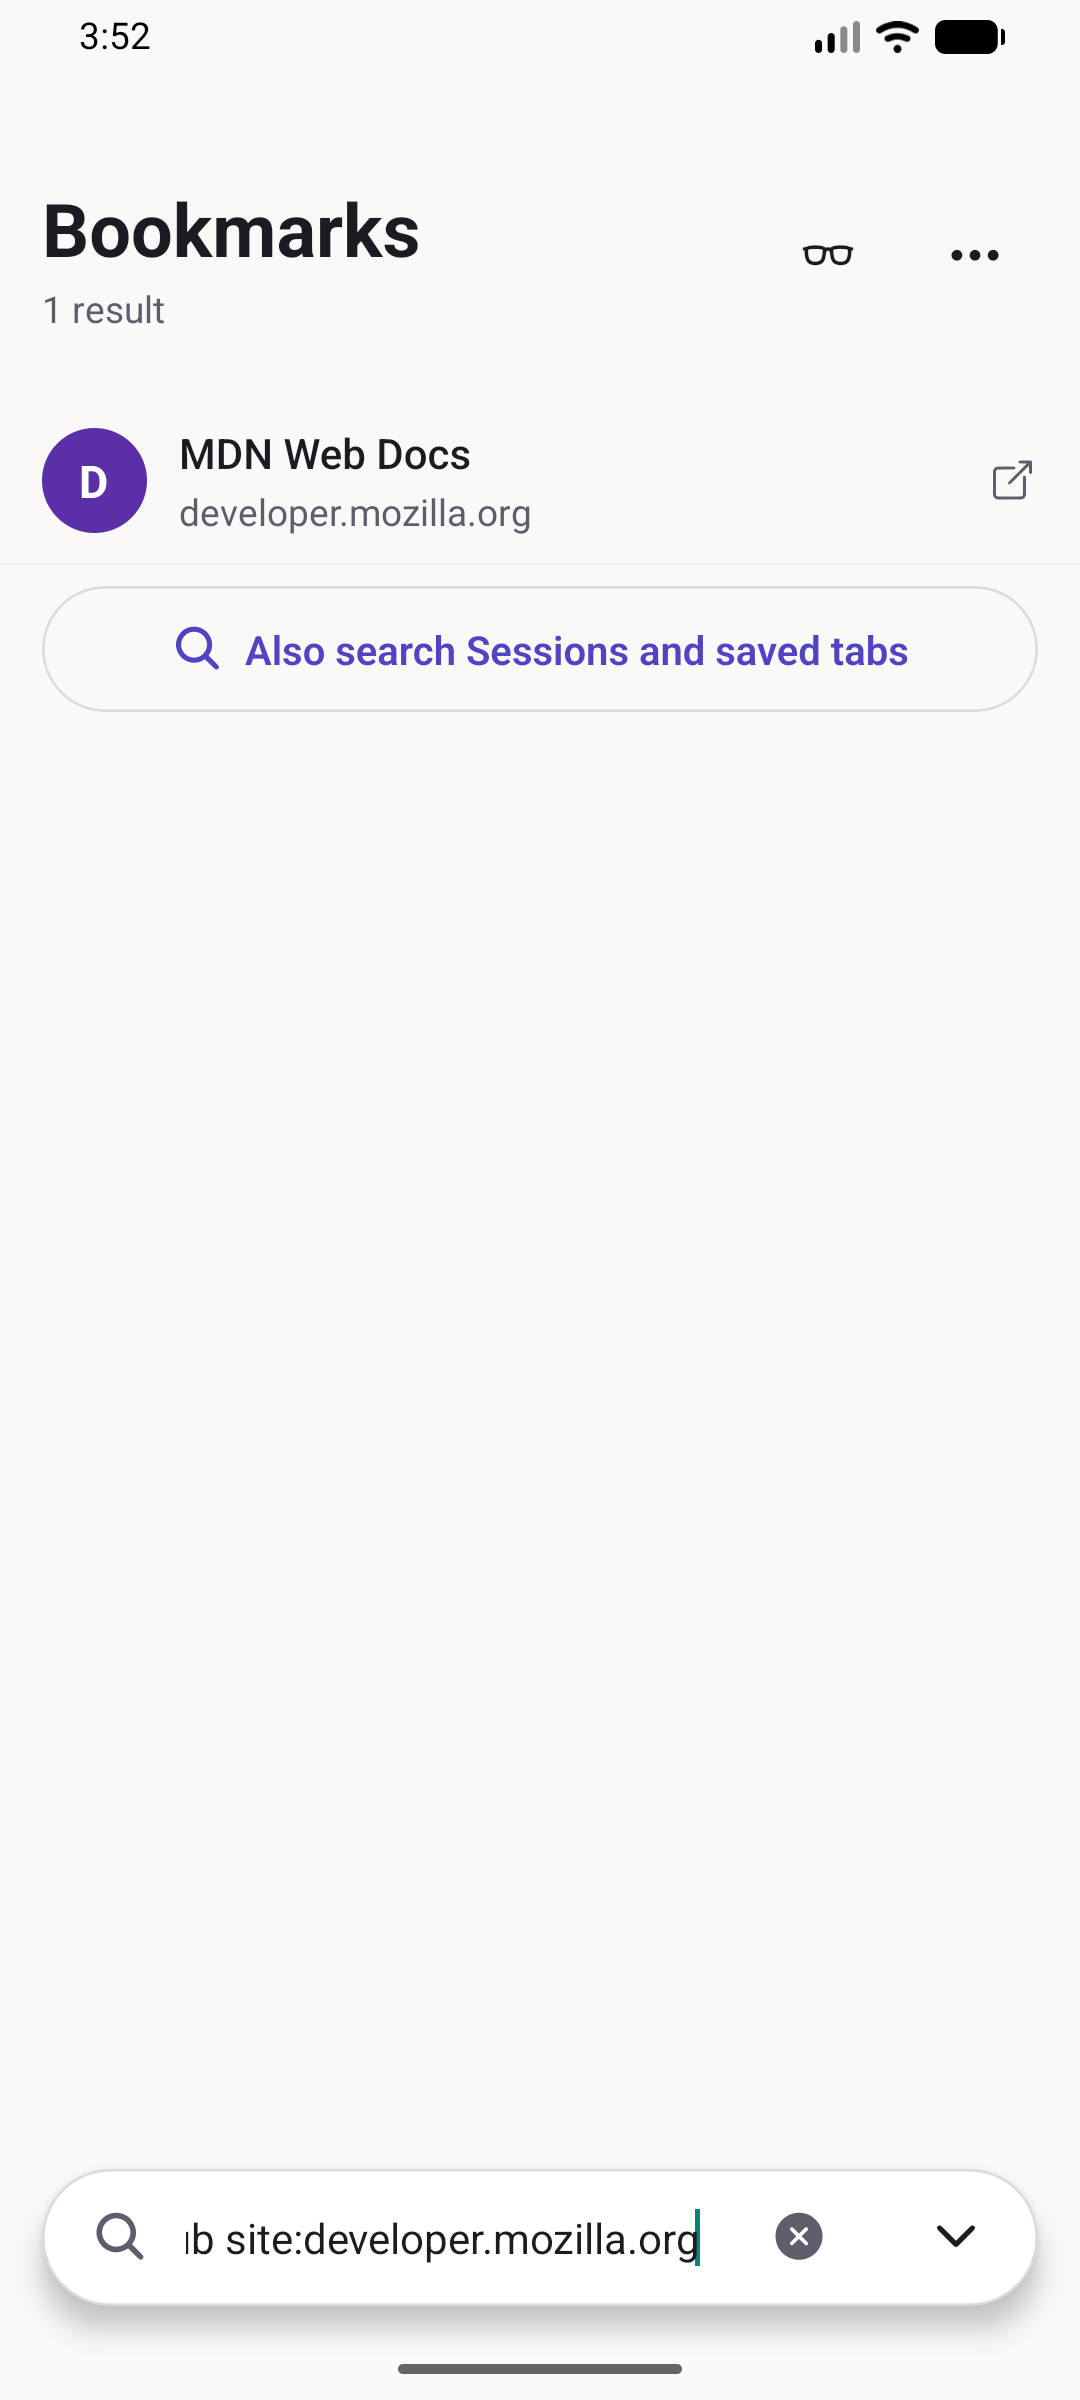 3:52
Bookmarks
1 result
D
MDN Web Docs
developer.mozilla.org
Also search Sessions and saved tabs
site:developer.mozilla.org